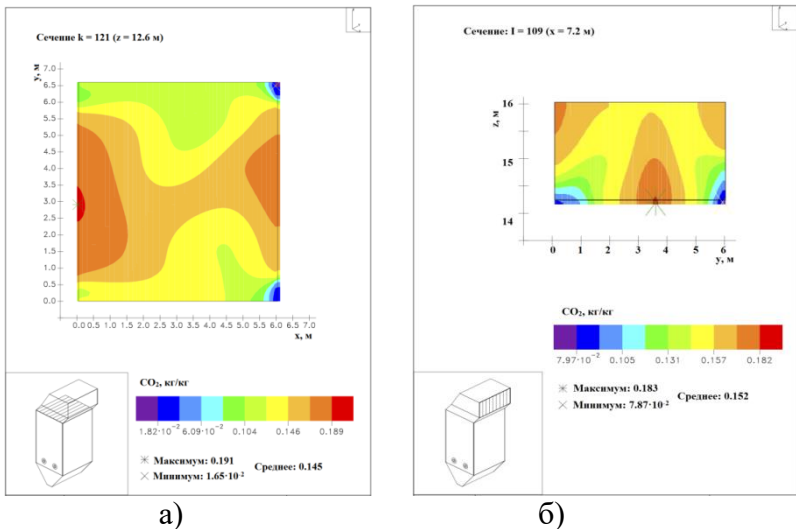 Сечение k = 121 (z = 12.6 м)
y, м
7.0
6.5
6.0
5.5
5.0
4.5
4.0
3.5
3.0
2.5
2.0
1.5
1.0
0.5
0.0
0.0 0.5 1.0 1.5 2.0 2.5 3.0 3.5 4.0 4.5 5.0 5.5 6.0 6.5 7.0
x, м
CO₂, кг/кг
1.82·10⁻² 6.09·10⁻² 0.104 0.146 0.189
Максимум: 0.191
Среднее: 0.145
Минимум: 1.65·10⁻²
а)
Сечение: I = 109 (x = 7.2 м)
z, м
16
15
14
0 1 2 3 4 5 6
y, м
CO₂, кг/кг
7.97·10⁻² 0.105 0.131 0.157 0.182
Максимум: 0.183
Среднее: 0.152
Минимум: 7.87·10⁻²
б)